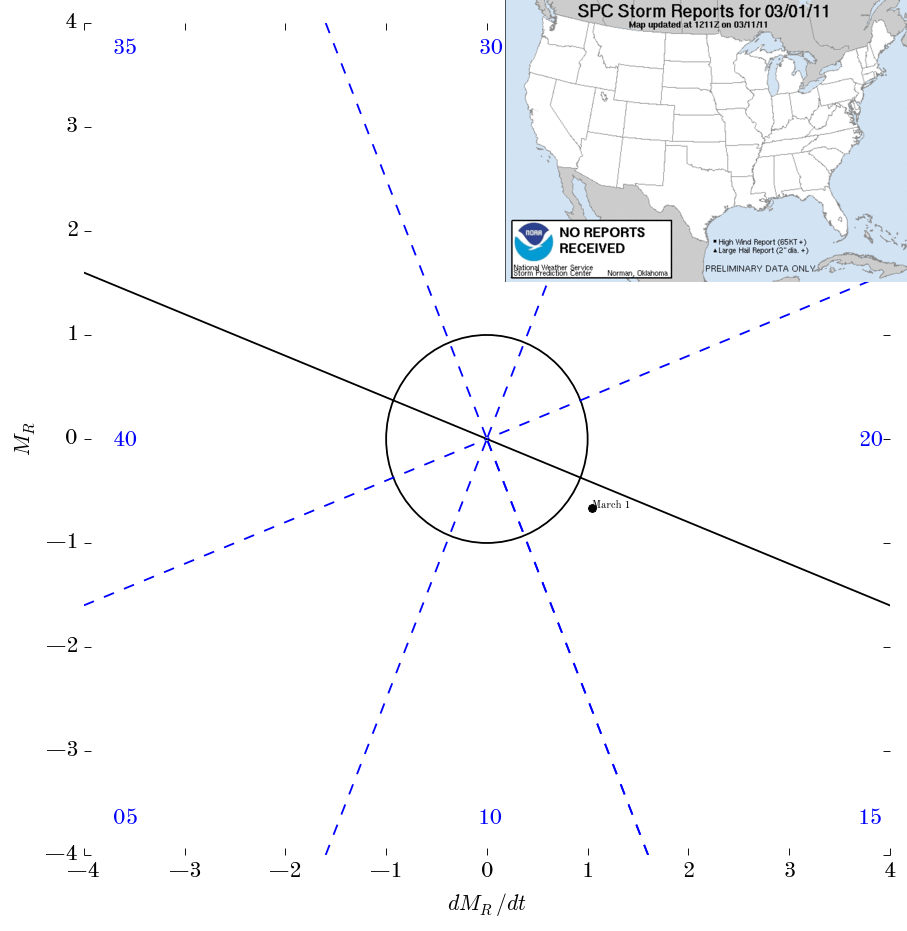 SPC Storm Reports for 03/01/11
Map updated at 1211Z on 03/11/11
NOAA
NO REPORTS
RECEIVED
National Weather Service
Storm Prediction Center Norman, Oklahoma
High Wind Report (65KT +)
Large Hail Report (2" dia. +)
PRELIMINARY DATA ONLY
4
35
30
3
2
1
0
40
20
M_R
March 1
−1
−2
−3
05
10
15
−4
−4 −3 −2 −1 0 1 2 3 4
dM_R/dt